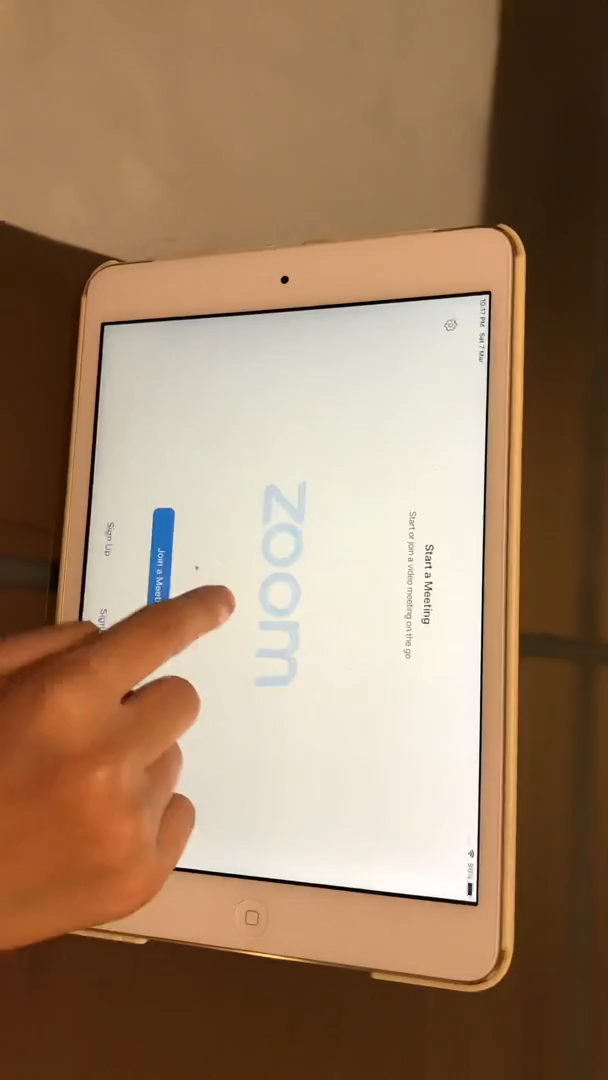 10:17 PM Sat 7 Mar
Start a Meeting
Start or join a video meeting on the go
zoom
Join a
Sign Up